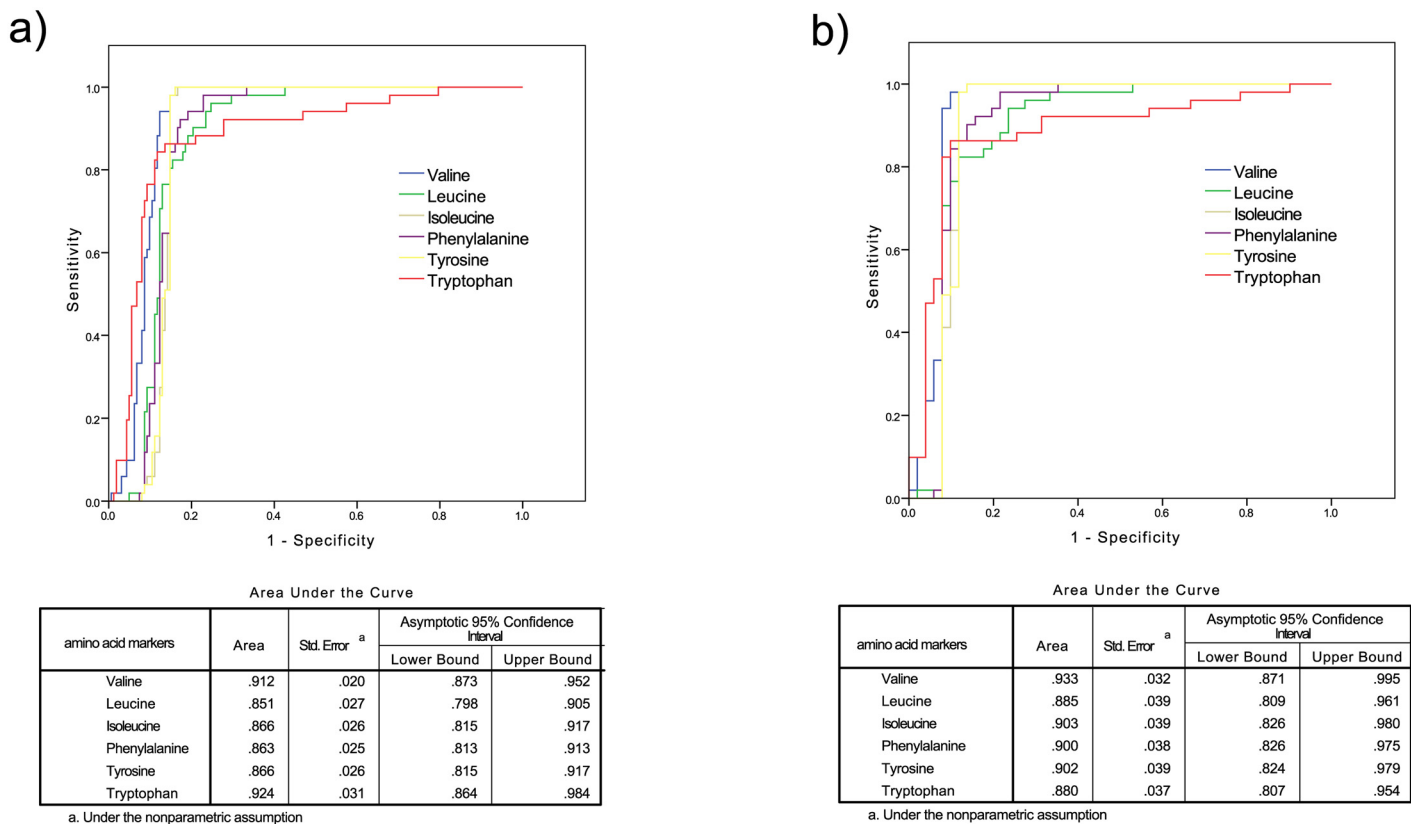 a)
1.0
0.8
0.6
0.4
0.2
0.0
Sensitivity
0.0 0.2 0.4 0.6 0.8 1.0
1 - Specificity
Valine
Leucine
Isoleucine
Phenylalanine
Tyrosine
Tryptophan
Area Under the Curve
amino acid markers Area Std. Error a Asymptotic 95% Confidence Interval
Lower Bound Upper Bound
Valine .912 .020 .873 .952
Leucine .851 .027 .798 .905
Isoleucine .866 .026 .815 .917
Phenylalanine .863 .025 .813 .913
Tyrosine .866 .026 .815 .917
Tryptophan .924 .031 .864 .984
a. Under the nonparametric assumption
b)
1.0
0.8
0.6
0.4
0.2
0.0
Sensitivity
0.0 0.2 0.4 0.6 0.8 1.0
1 - Specificity
Valine
Leucine
Isoleucine
Phenylalanine
Tyrosine
Tryptophan
Area Under the Curve
amino acid markers Area Std. Error a Asymptotic 95% Confidence Interval
Lower Bound Upper Bound
Valine .933 .032 .871 .995
Leucine .885 .039 .809 .961
Isoleucine .903 .039 .826 .980
Phenylalanine .900 .038 .826 .975
Tyrosine .902 .039 .824 .979
Tryptophan .880 .037 .807 .954
a. Under the nonparametric assumption